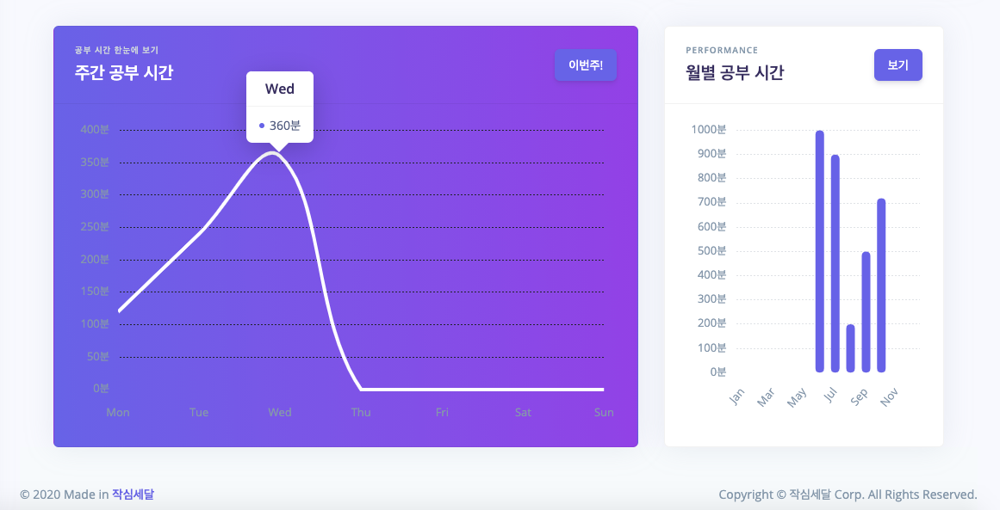 공부 시간 한눈에 보기
주간 공부 시간
이번주!
Wed
360분
400분
350분
300분
250분
200분
150분
100분
50분
0분
Mon Tue Wed Thu Fri Sat Sun
PERFORMANCE
월별 공부 시간
보기
1000분
900분
800분
700분
600분
500분
400분
300분
200분
100분
0분
Jan Mar May Jul Sep Nov
© 2020 Made in 작심세달
Copyright © 작심세달 Corp. All Rights Reserved.